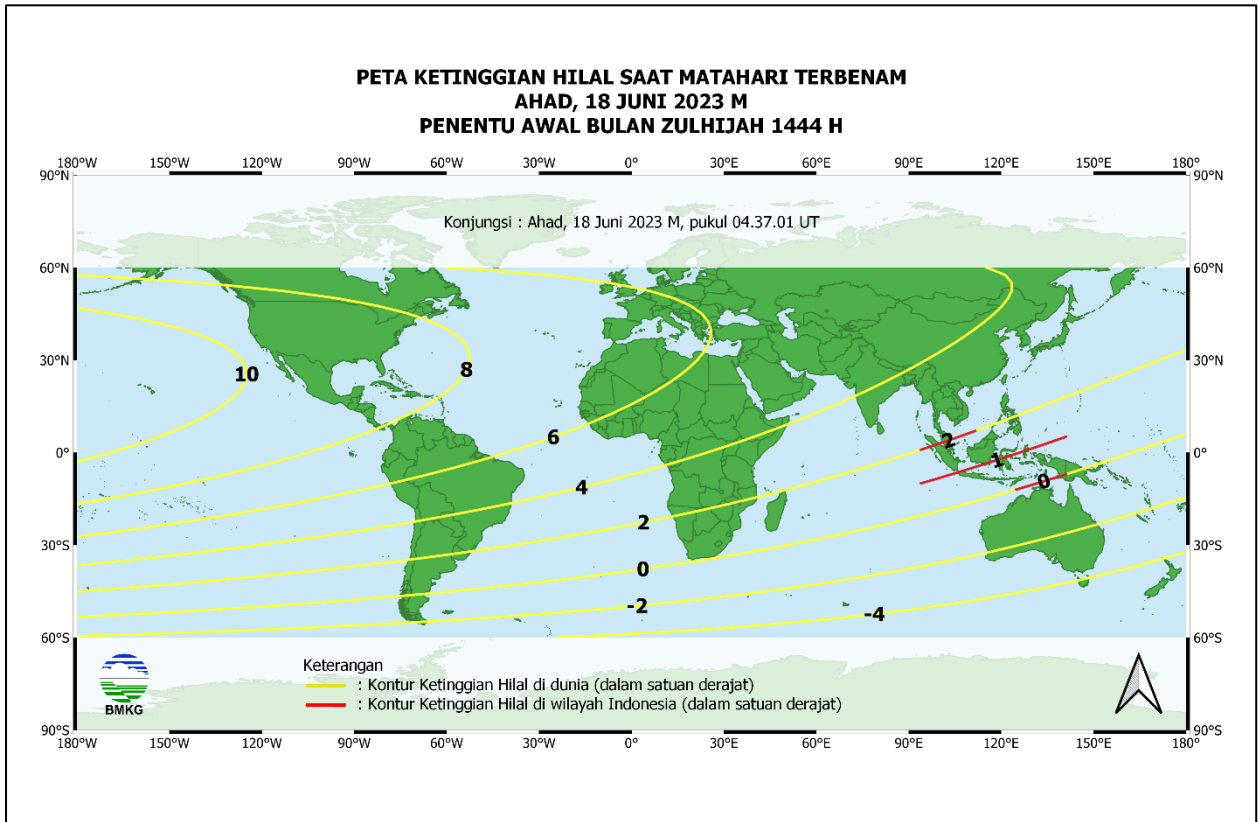 PETA KETINGGIAN HILAL SAAT MATAHARI TERBENAM
AHAD, 18 JUNI 2023 M
PENENTU AWAL BULAN ZULHIJAH 1444 H
180°W 150°W 120°W 90°W 60°W 30°W 0° 30°E 60°E 90°E 120°E 150°E 180°
90°N 90°N
Konjungsi : Ahad, 18 Juni 2023 M, pukul 04.37.01 UT
60°N 60°N
30°N 30°N
10 8
6 2
0° 1 0°
4 0
2
30°S 30°S
0
-2 -4
60°S 60°S
Keterangan
: Kontur Ketinggian Hilal di dunia (dalam satuan derajat)
: Kontur Ketinggian Hilal di wilayah Indonesia (dalam satuan derajat)
BMKG
90°S 90°S
180°W 150°W 120°W 90°W 60°W 30°W 0° 30°E 60°E 90°E 120°E 150°E 180°